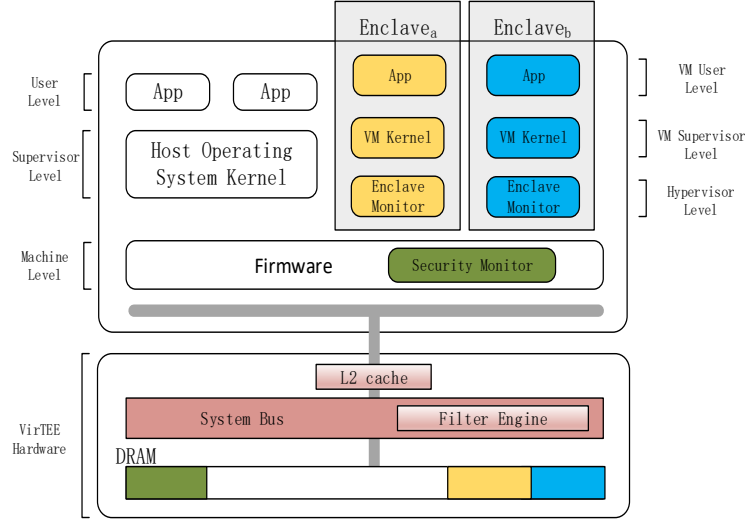 Enclavea
Enclaveb
User
Level
App
App
App
App
VM User
Level
Supervisor
Level
Host Operating
System Kernel
VM Kernel
VM Kernel
VM Supervisor
Level
Enclave
Monitor
Enclave
Monitor
Hypervisor
Level
Machine
Level
Firmware
Security Monitor
L2 cache
VirTEE
Hardware
System Bus
Filter Engine
DRAM